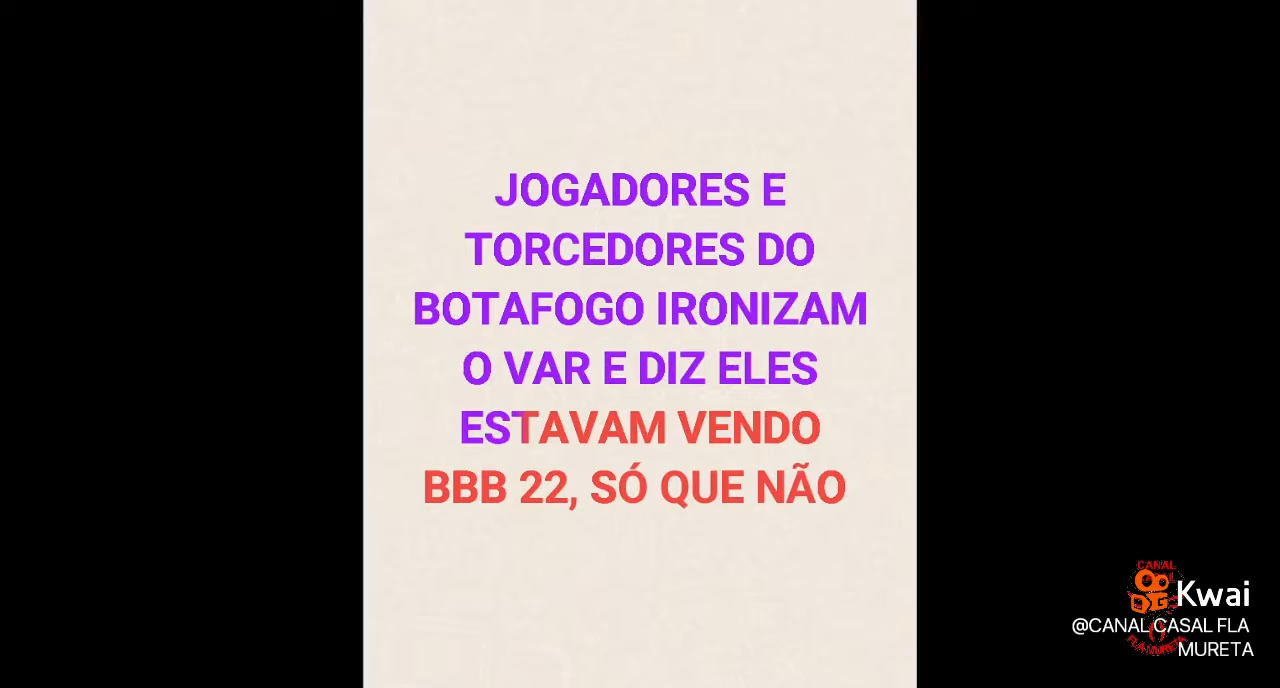 JOGADORES E
TORCEDORES DO
BOTAFOGO IRONIZAM
O VAR E DIZ ELES
ESTAVAM VENDO
BBB 22, SÓ QUE NÃO
CANAL
Kwai
@CANAL CASAL FLA
MURETA